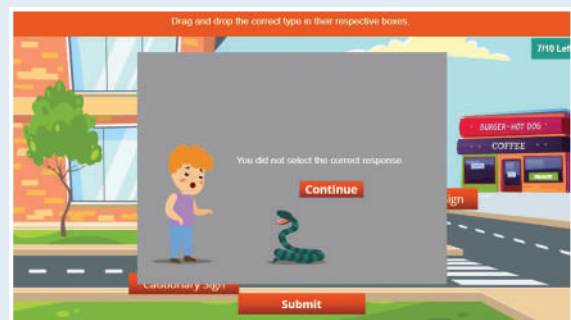 Drag and drop the correct type in their respective boxes.
7/10 Left
BURGER-HOT DOG
COFFEE
You did not select the correct response.
Continue
ign
Cautionary Sign
Submit